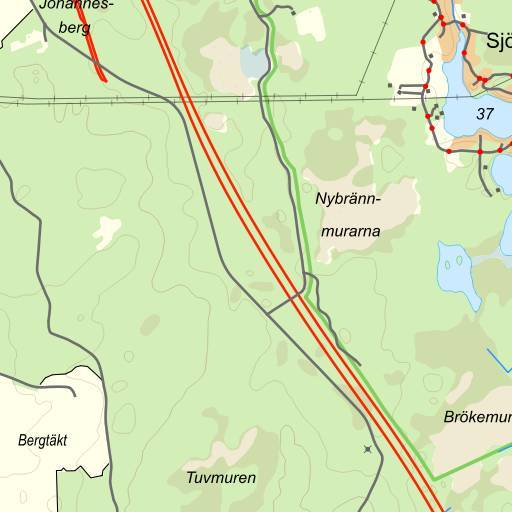 Johannes-
berg
Sjö
37
Nybränn-
murarna
Brökemur
Bergtäkt
Tuvmuren